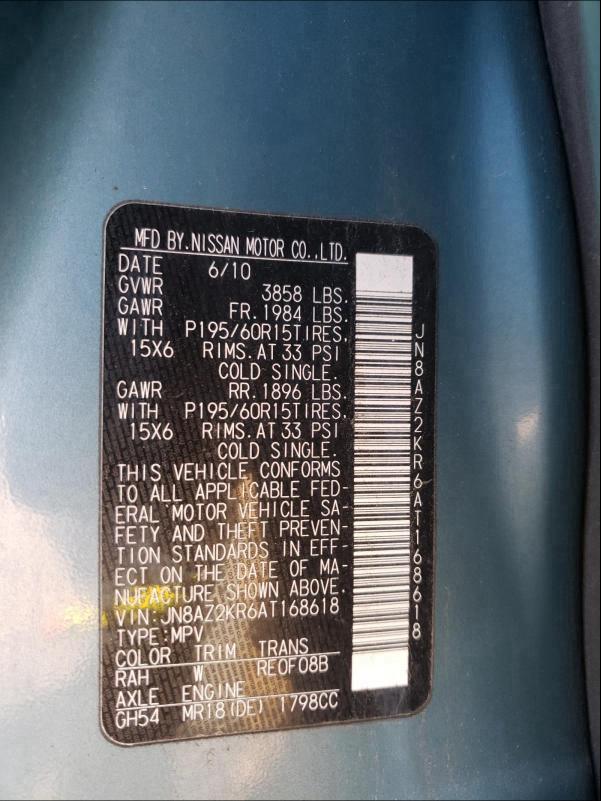 MFD BY.NISSAN MOTOR CO.,LTD.
DATE 6/10
GVWR 3858 LBS.
GAWR FR.1984 LBS.
WITH P195/60R15TIRES,
15X6 RIMS.AT 33 PSI
COLD SINGLE.
GAWR RR.1896 LBS.
WITH P195/60R15TIRES,
15X6 RIMS.AT 33 PSI
COLD SINGLE.
THIS VEHICLE CONFORMS
TO ALL APPLICABLE FED-
ERAL MOTOR VEHICLE SA-
FETY AND THEFT PREVEN-
TION STANDARDS IN EFF-
ECT ON THE DATE OF MA-
NUFACTURE SHOWN ABOVE.
VIN:JN8AZ2KR6AT168618
TYPE:MPV
COLOR TRIM TRANS
RAH W RE0F08B
AXLE ENGINE
GH54 MR18(DE) 1798CC
JN8AZ2KR6AT168618